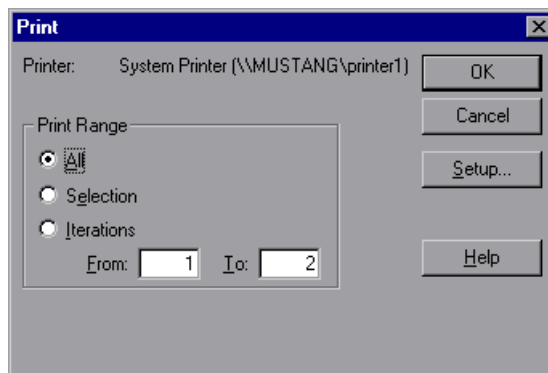 Print
Printer: System Printer (\\MUSTANG\printer1)
OK
Cancel
Setup...
Help
Print Range
All
Selection
Iterations
From: 1 To: 2